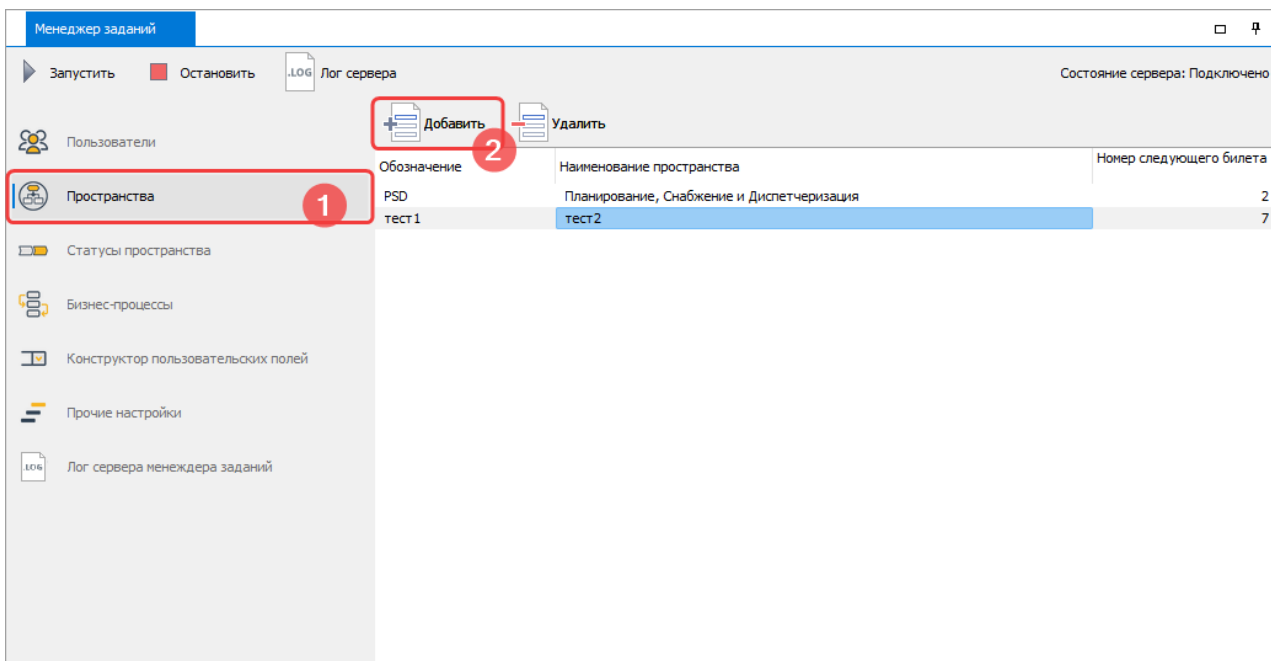 Менеджер заданий
Запустить Остановить .LOG Лог сервера Состояние сервера: Подключено
Добавить Удалить
2
Пользователи
Обозначение Наименование пространства Номер следующего билета
Пространства 1
PSD Планирование, Снабжение и Диспетчеризация 2
тест1 тест2 7
Статусы пространства
Бизнес-процессы
Конструктор пользовательских полей
Прочие настройки
.LOG Лог сервера менеждера заданий